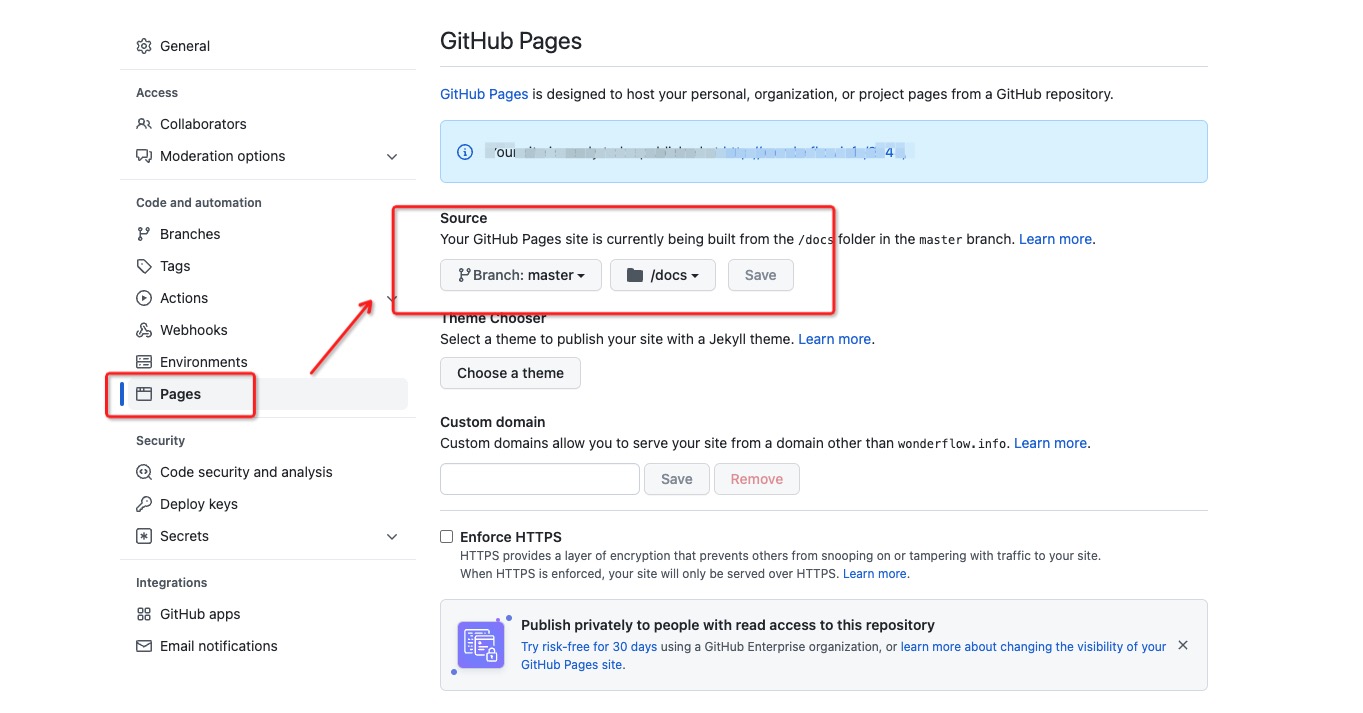 General
Access
Collaborators
Moderation options
Code and automation
Branches
Tags
Actions
Webhooks
Environments
Pages
Security
Code security and analysis
Deploy keys
Secrets
Integrations
GitHub apps
Email notifications
GitHub Pages
GitHub Pages is designed to host your personal, organization, or project pages from a GitHub repository.
Source
Your GitHub Pages site is currently being built from the /docs folder in the master branch. Learn more.
Branch: master
/docs
Save
Theme Chooser
Select a theme to publish your site with a Jekyll theme. Learn more.
Choose a theme
Custom domain
Custom domains allow you to serve your site from a domain other than wonderflow.info. Learn more.
Save
Remove
Enforce HTTPS
HTTPS provides a layer of encryption that prevents others from snooping on or tampering with traffic to your site.
When HTTPS is enforced, your site will only be served over HTTPS. Learn more.
Publish privately to people with read access to this repository
Try risk-free for 30 days using a GitHub Enterprise organization, or learn more about changing the visibility of your
GitHub Pages site.